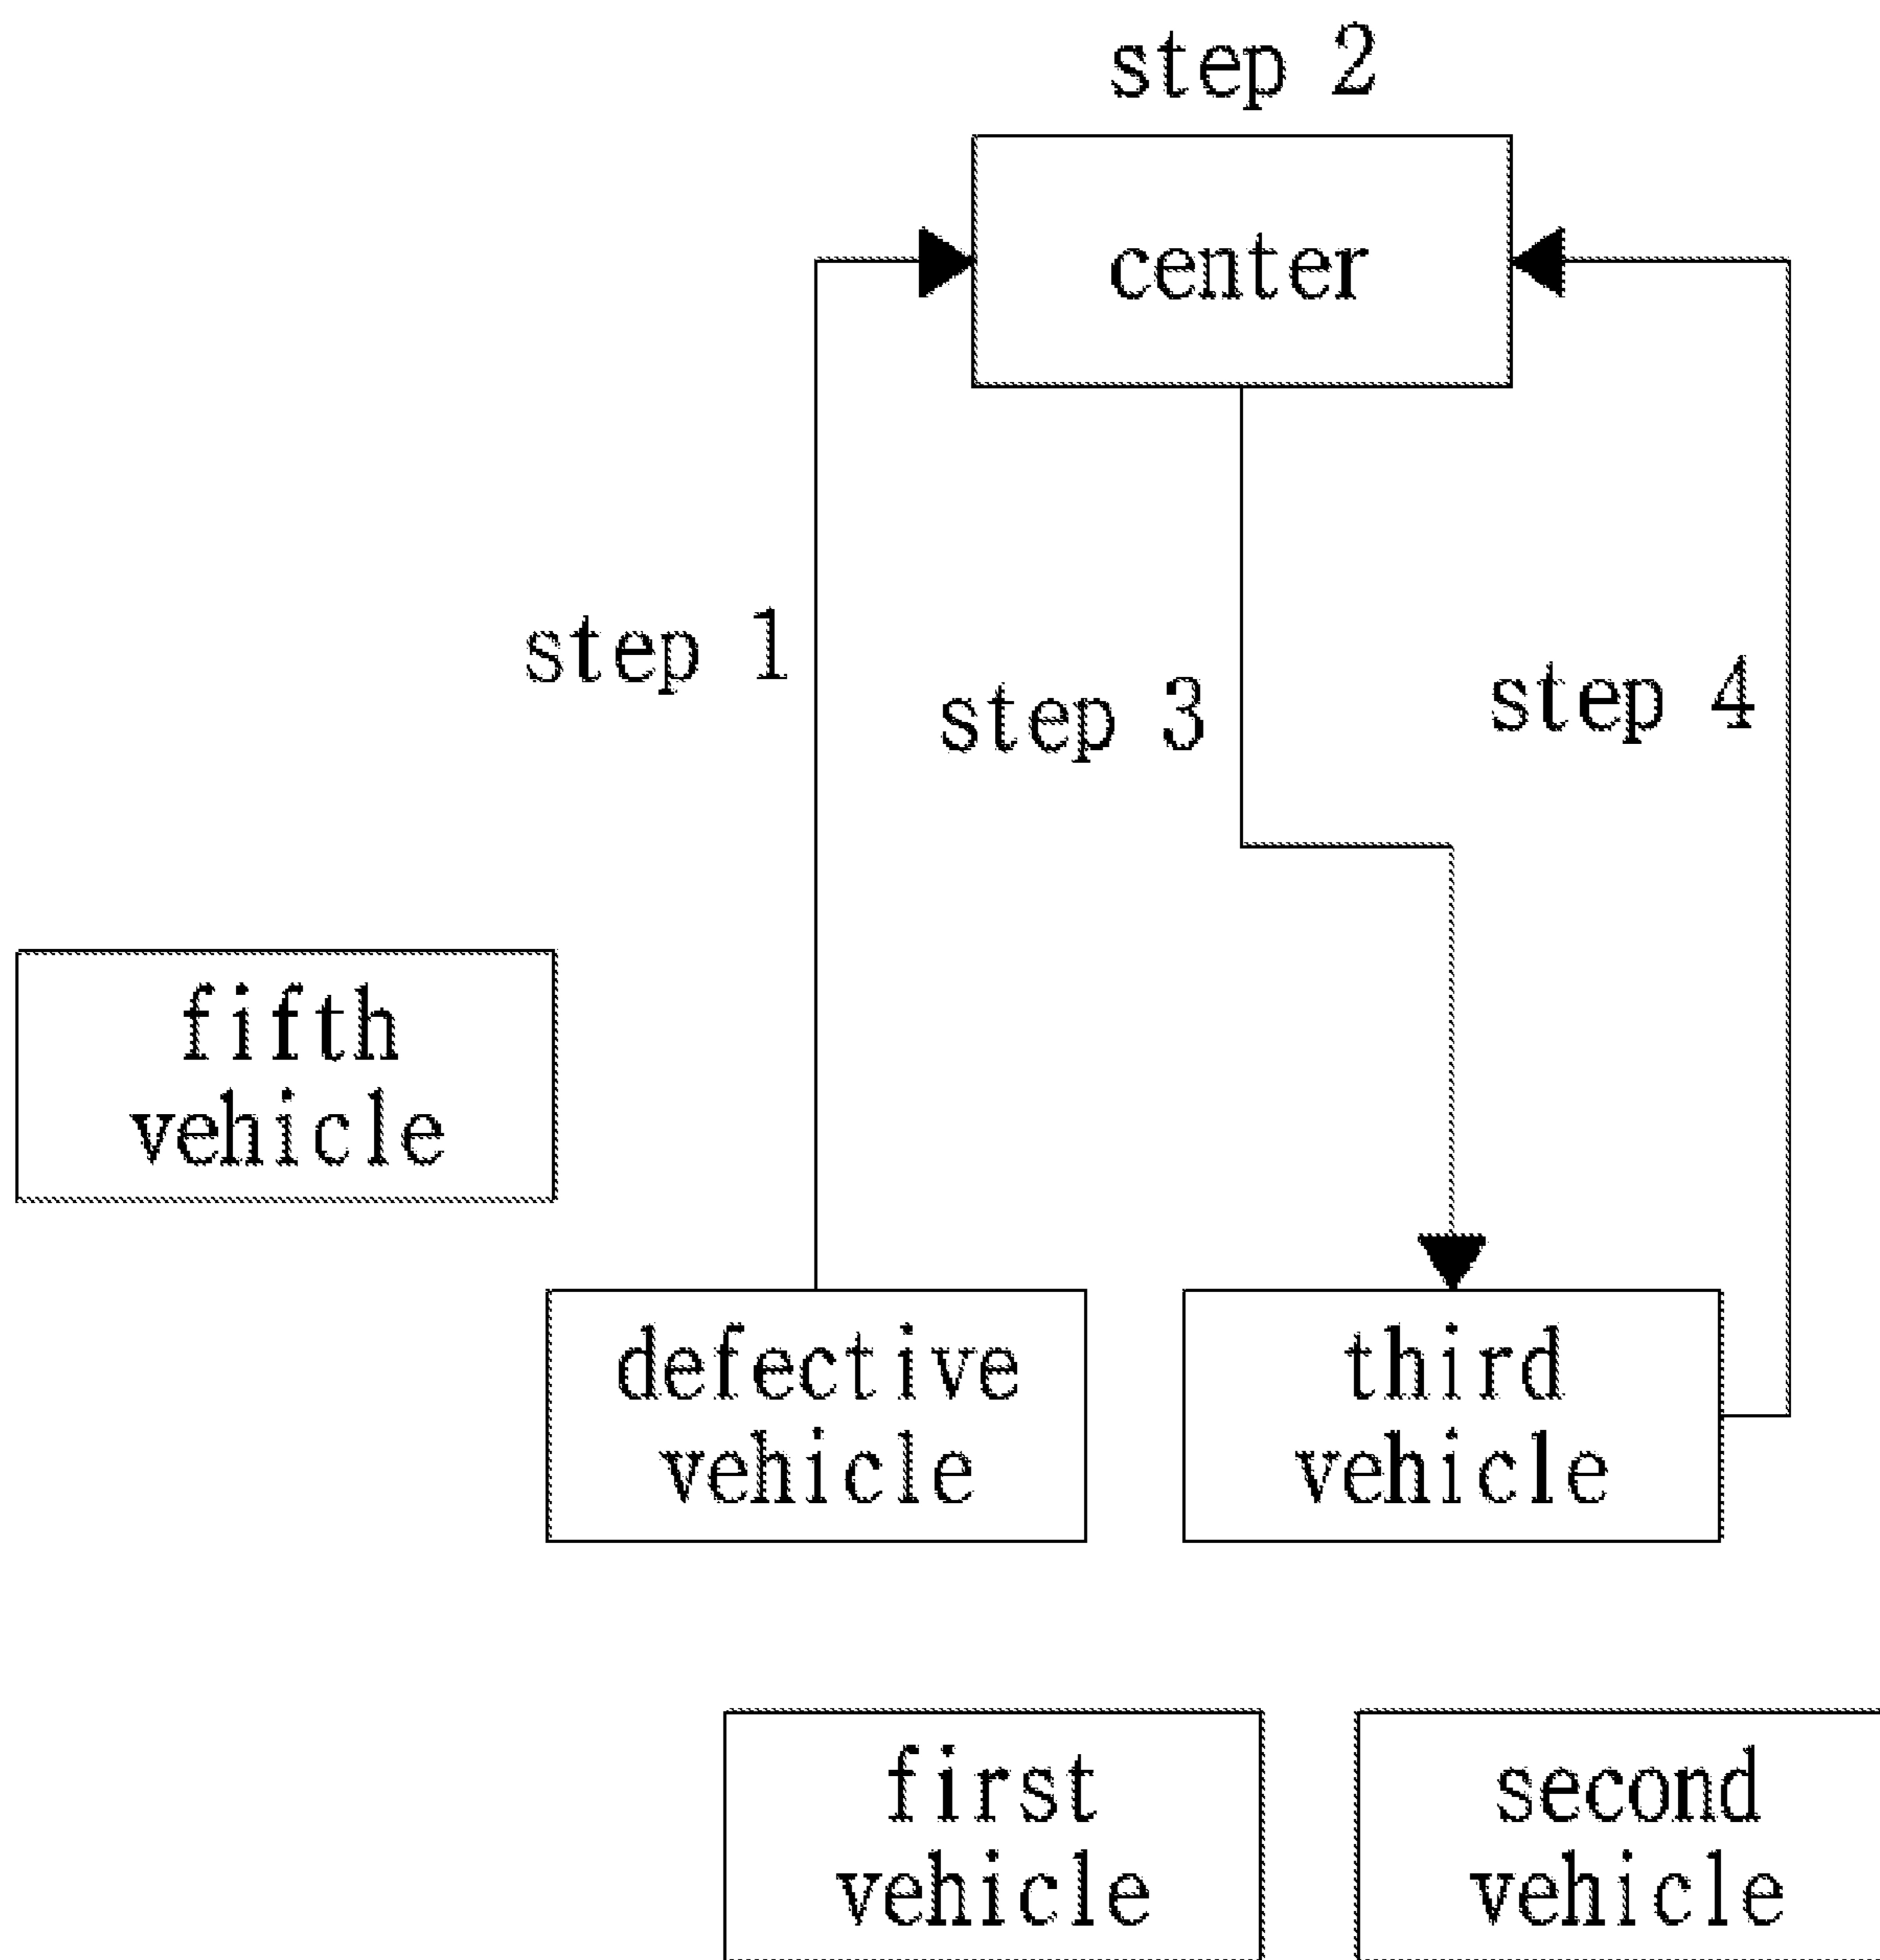 step 2
center
step 1
step 3
step 4
fifth
vehicle
defective
vehicle
third
vehicle
first
vehicle
second
vehicle